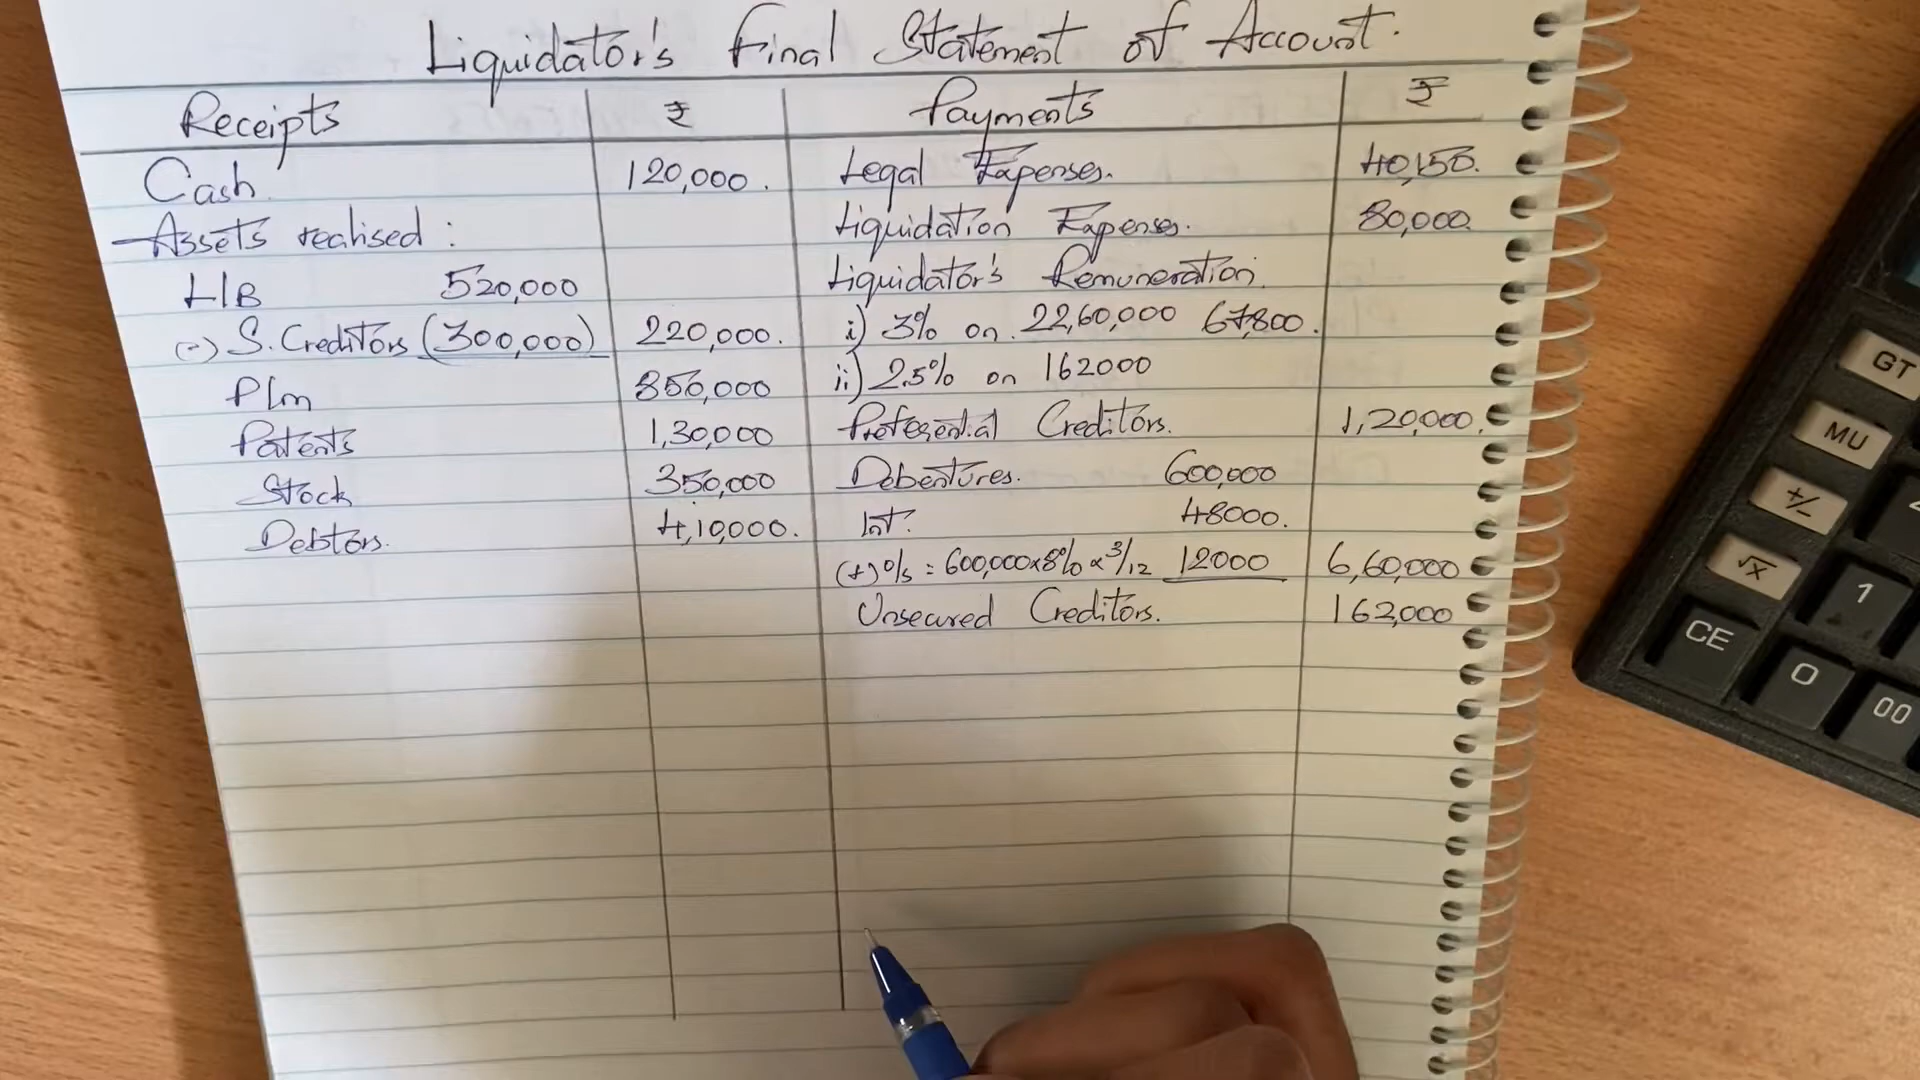 Liquidator's Final Statement of Account.
Receipts ₹ Payments ₹
Cash 120,000. Legal Expenses. 40,150.
Assets realised : Liquidation Expenses. 80,000.
L/B 520,000 Liquidator's Remuneration.
(-) S. Creditors (300,000) 220,000. i) 3% on 22,60,000 67,800.
P/m 850,000 ii) 2.5% on 162000
Patents 1,30,000 Preferential Creditors. 1,20,000.
Stock 350,000 Debentures. 600,000
Debtors. 4,10,000. Int. 48000.
(+) o/s = 600,000x8%x3/12 12000 6,60,000
Unsecured Creditors. 162,000
GT
MU
+/-
√x
CE
1
0
00